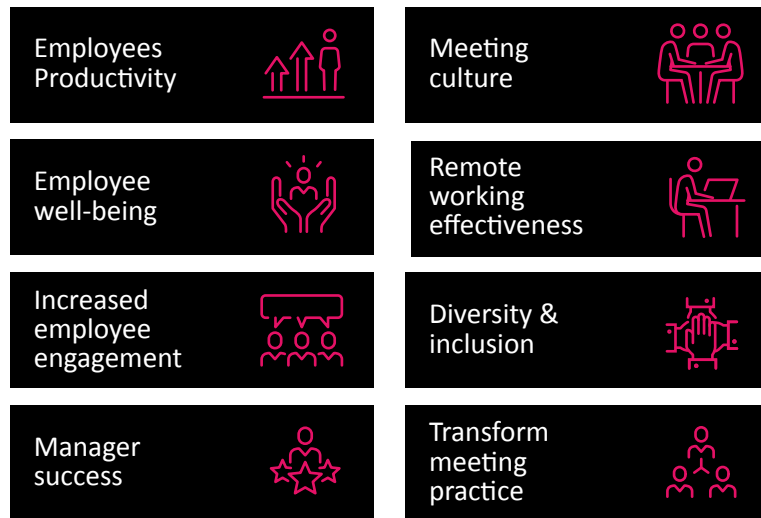 Employees
Productivity
Meeting
culture
Employee
well-being
Remote
working
effectiveness
Increased
employee
engagement
Diversity &
inclusion
Manager
success
Transform
meeting
practice